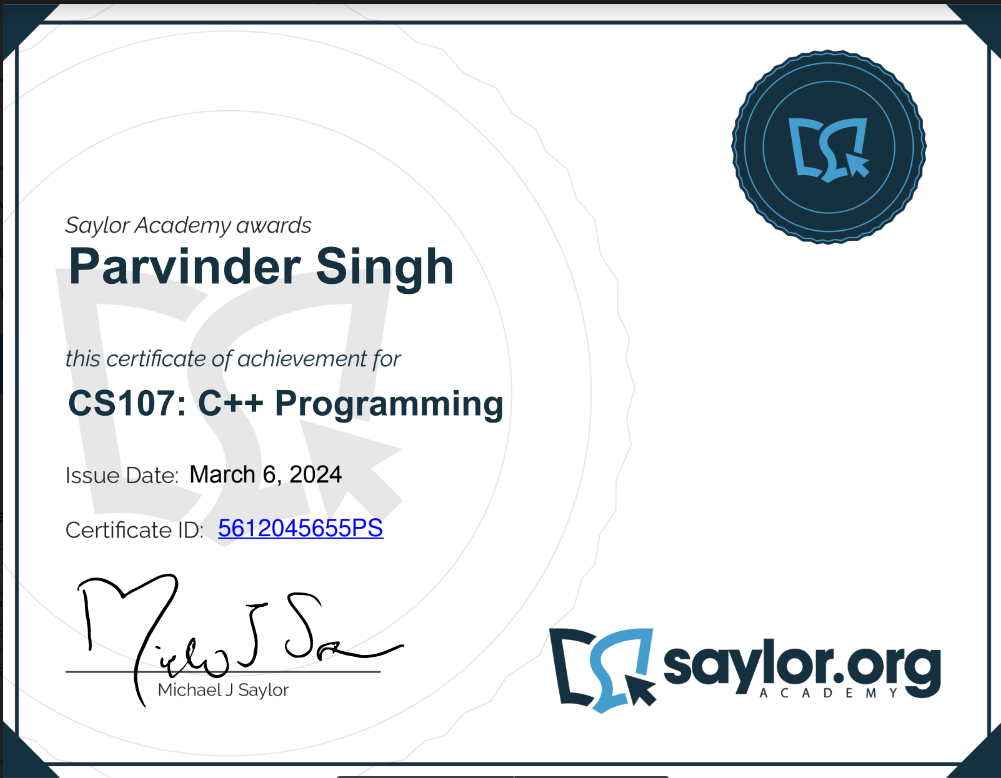 Saylor Academy awards
Parvinder Singh
this certificate of achievement for
CS107: C++ Programming
Issue Date: March 6, 2024
Certificate ID: 5612045655PS
Michael J Saylor
saylor.org
ACADEMY